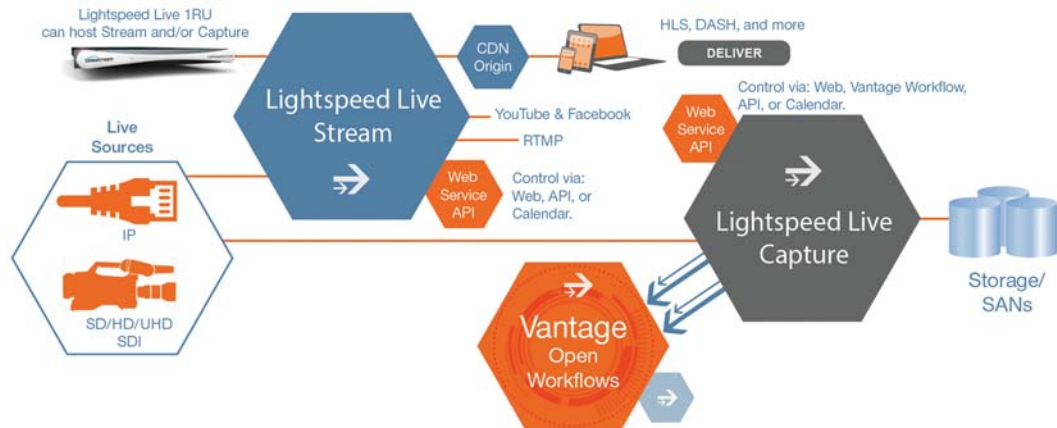 Lightspeed Live 1RU
can host Stream and/or Capture
Lightspeed Live
Stream
CDN
Origin
HLS, DASH, and more
DELIVER
YouTube & Facebook
RTMP
Web
Service
API
Control via:
Web, API, or
Calendar.
Control via: Web, Vantage Workflow,
API, or Calendar.
Web
Service
API
Live
Sources
IP
SD/HD/UHD
SDI
Lightspeed Live
Capture
Storage/
SANs
Vantage
Open
Workflows